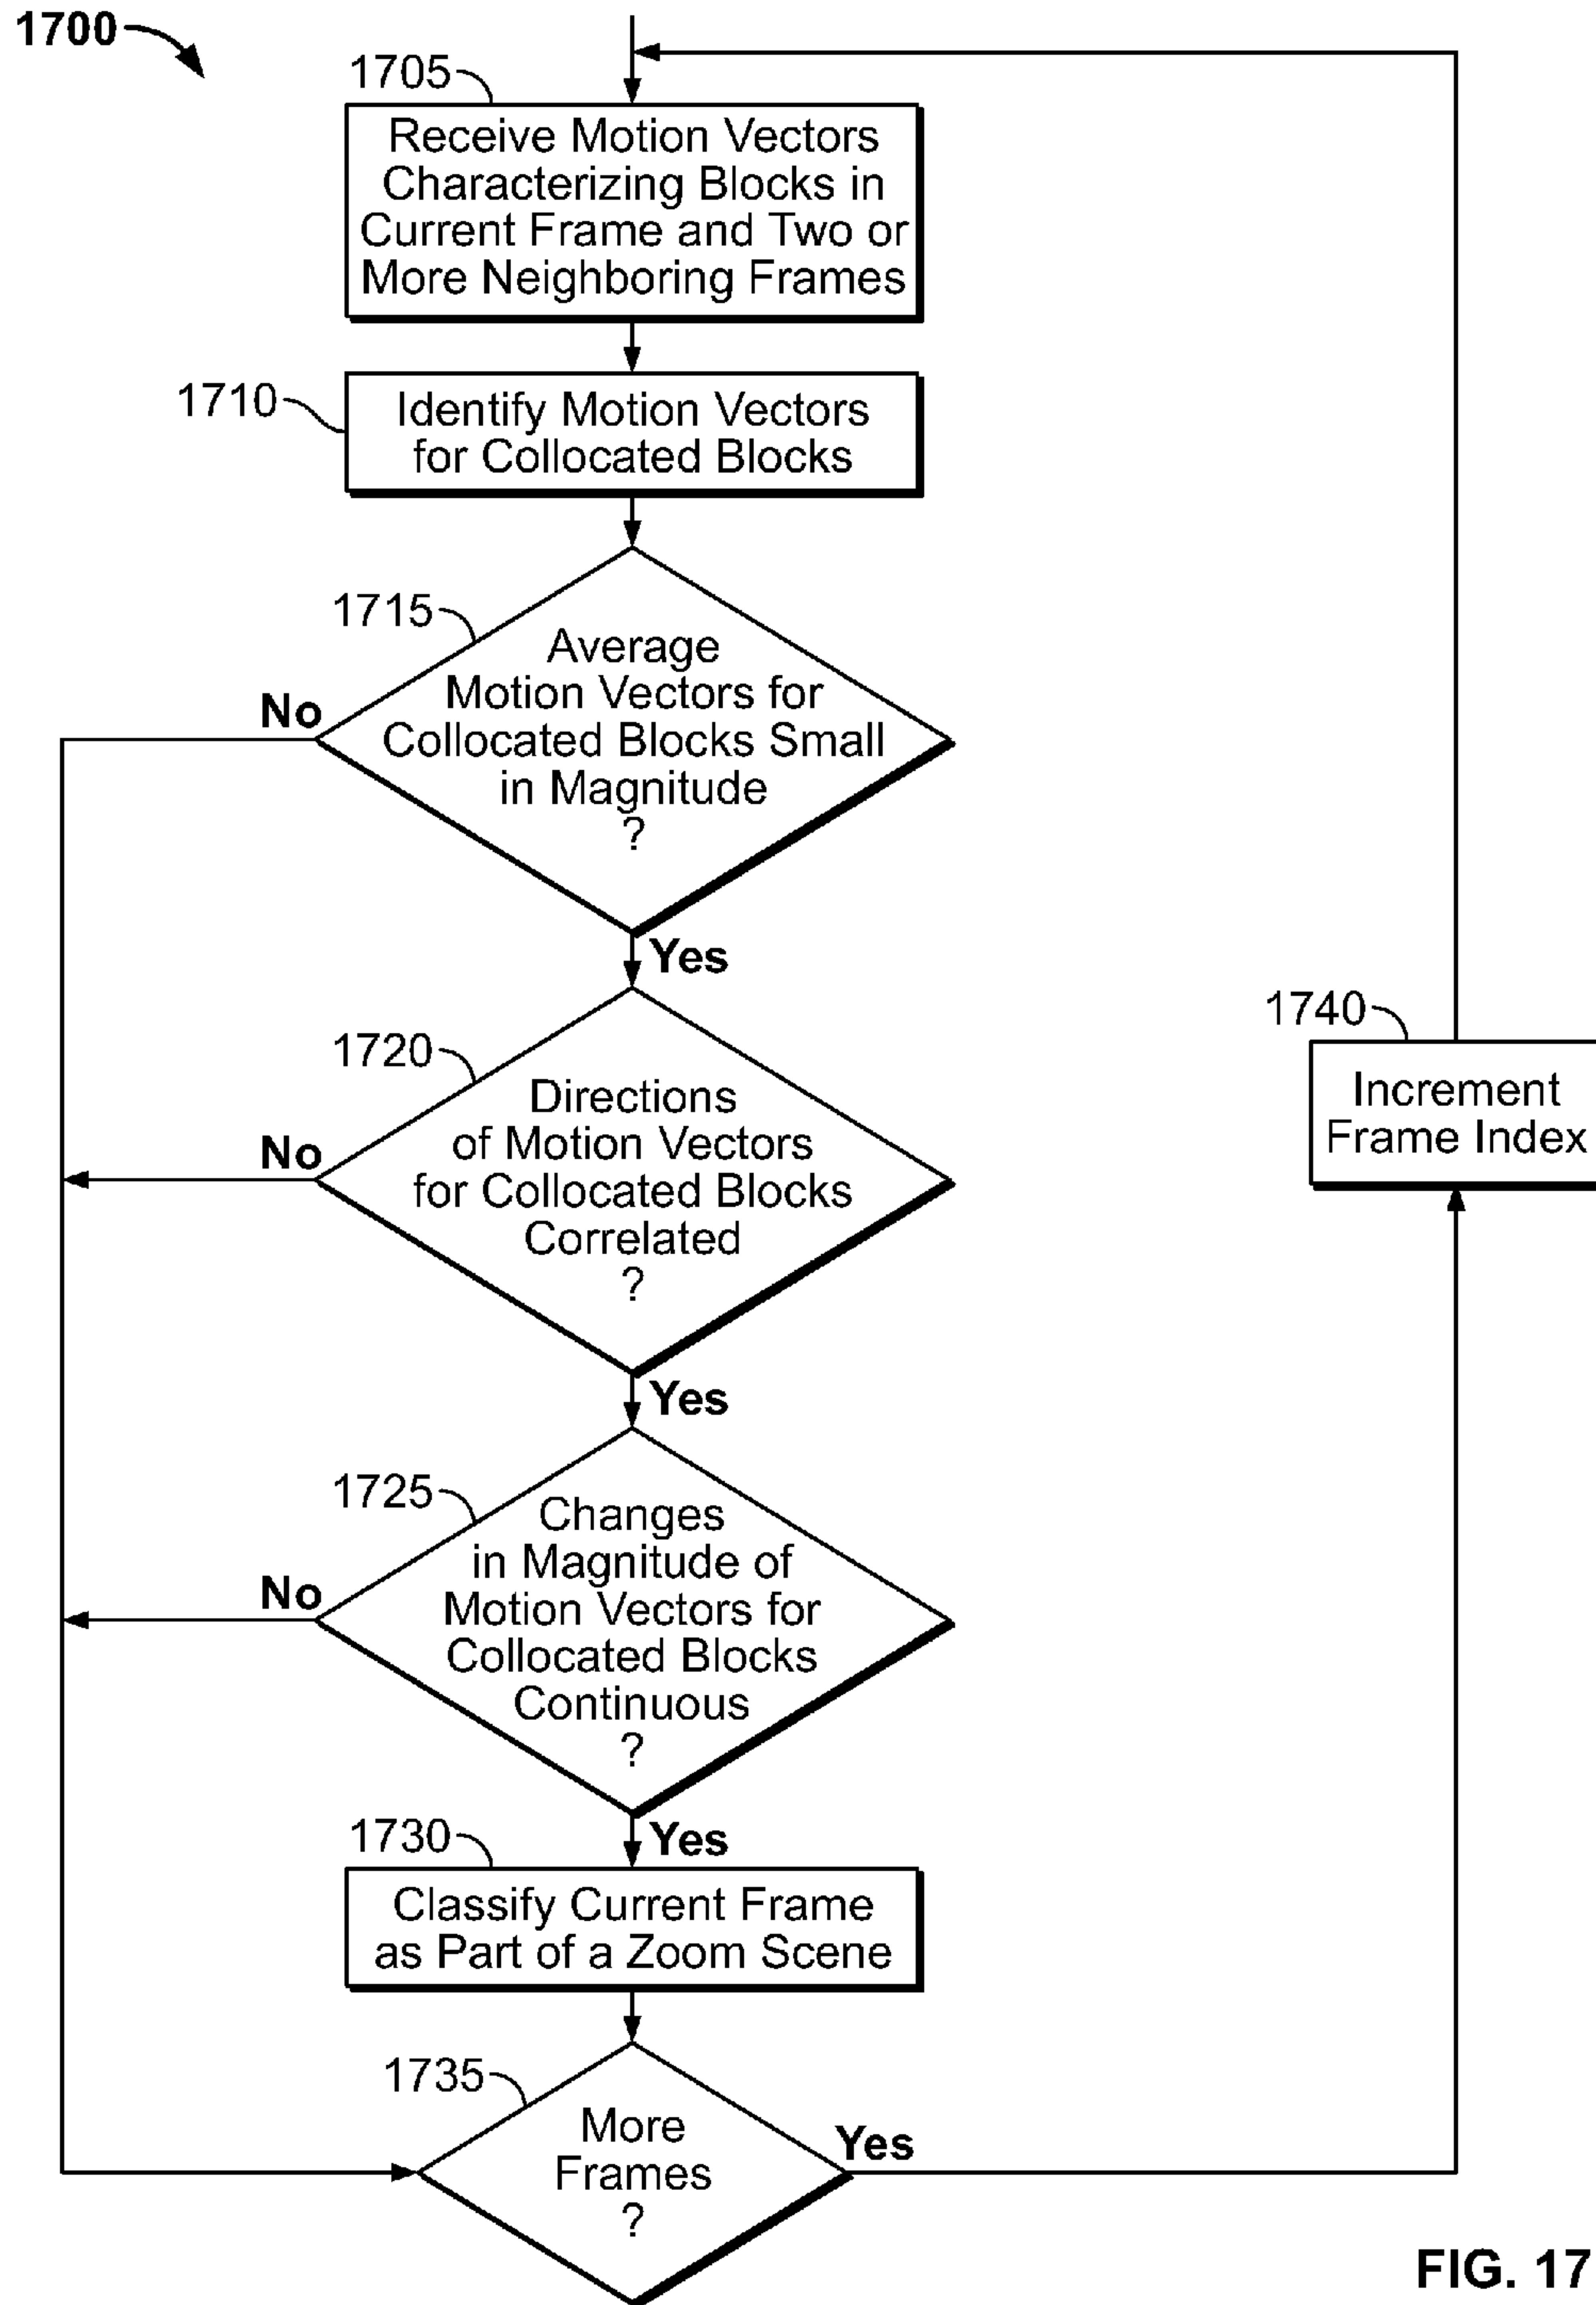 1700
1705
Receive Motion Vectors
Characterizing Blocks in
Current Frame and Two or
More Neighboring Frames
1710
Identify Motion Vectors
for Collocated Blocks
1715
Average
Motion Vectors for
Collocated Blocks Small
in Magnitude
?
No
Yes
1720
Directions
of Motion Vectors
for Collocated Blocks
Correlated
?
No
Yes
1740
Increment
Frame Index
1725
Changes
in Magnitude of
Motion Vectors for
Collocated Blocks
Continuous
?
No
Yes
1730
Classify Current Frame
as Part of a Zoom Scene
1735
More
Frames
?
Yes
FIG. 17